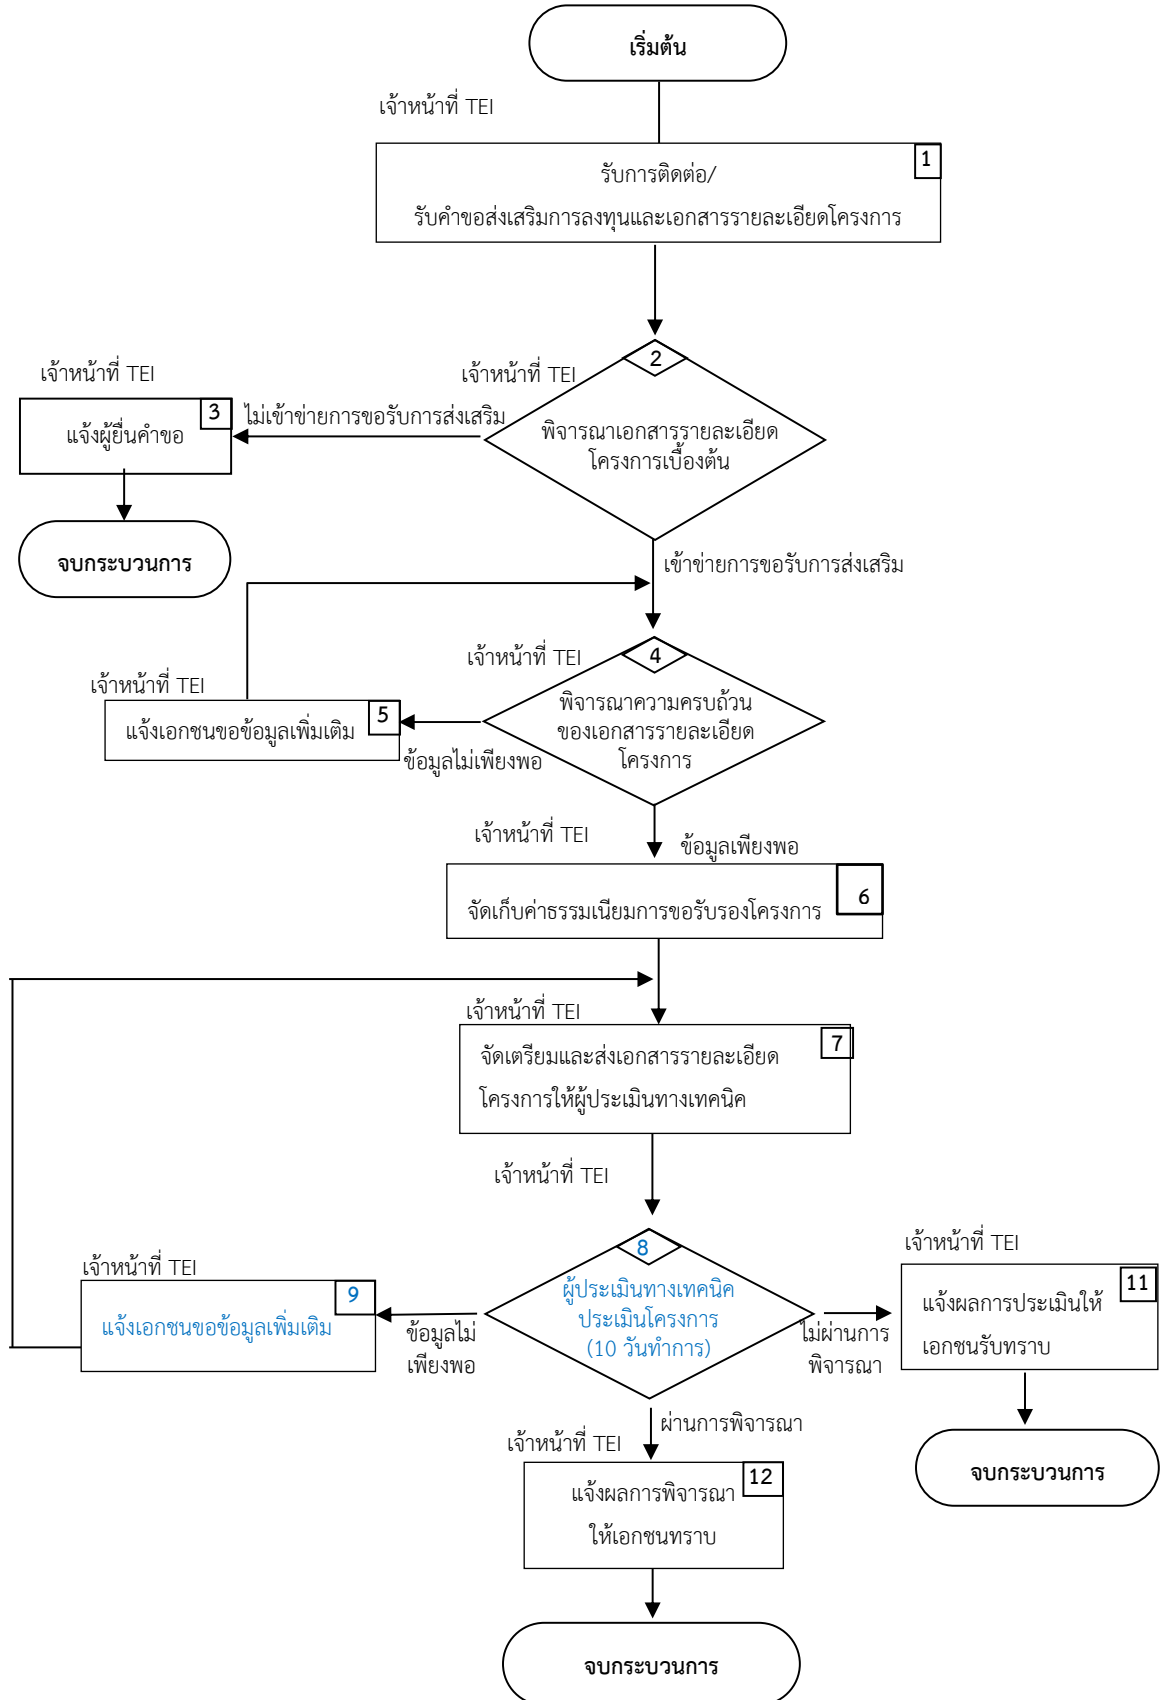 เริ่มต้น
เจ้าหน้าที่ TEI
1
รับการติดต่อ/
รับคำขอส่งเสริมการลงทุนและเอกสารรายละเอียดโครงการ
เจ้าหน้าที่ TEI
2
พิจารณาเอกสารรายละเอียด
โครงการเบื้องต้น
ไม่เข้าข่ายการขอรับการส่งเสริม
เจ้าหน้าที่ TEI
3
แจ้งผู้ยื่นคำขอ
จบกระบวนการ
เข้าข่ายการขอรับการส่งเสริม
เจ้าหน้าที่ TEI
4
พิจารณาความครบถ้วน
ของเอกสารรายละเอียด
โครงการ
เจ้าหน้าที่ TEI
5
แจ้งเอกชนขอข้อมูลเพิ่มเติม
ข้อมูลไม่เพียงพอ
เจ้าหน้าที่ TEI
ข้อมูลเพียงพอ
6
จัดเก็บค่าธรรมเนียมการขอรับรองโครงการ
เจ้าหน้าที่ TEI
7
จัดเตรียมและส่งเอกสารรายละเอียด
โครงการให้ผู้ประเมินทางเทคนิค
เจ้าหน้าที่ TEI
8
ผู้ประเมินทางเทคนิค
ประเมินโครงการ
(10 วันทำการ)
เจ้าหน้าที่ TEI
9
แจ้งเอกชนขอข้อมูลเพิ่มเติม
ข้อมูลไม่
เพียงพอ
ไม่ผ่านการ
พิจารณา
เจ้าหน้าที่ TEI
11
แจ้งผลการประเมินให้
เอกชนรับทราบ
จบกระบวนการ
ผ่านการพิจารณา
เจ้าหน้าที่ TEI
12
แจ้งผลการพิจารณา
ให้เอกชนทราบ
จบกระบวนการ